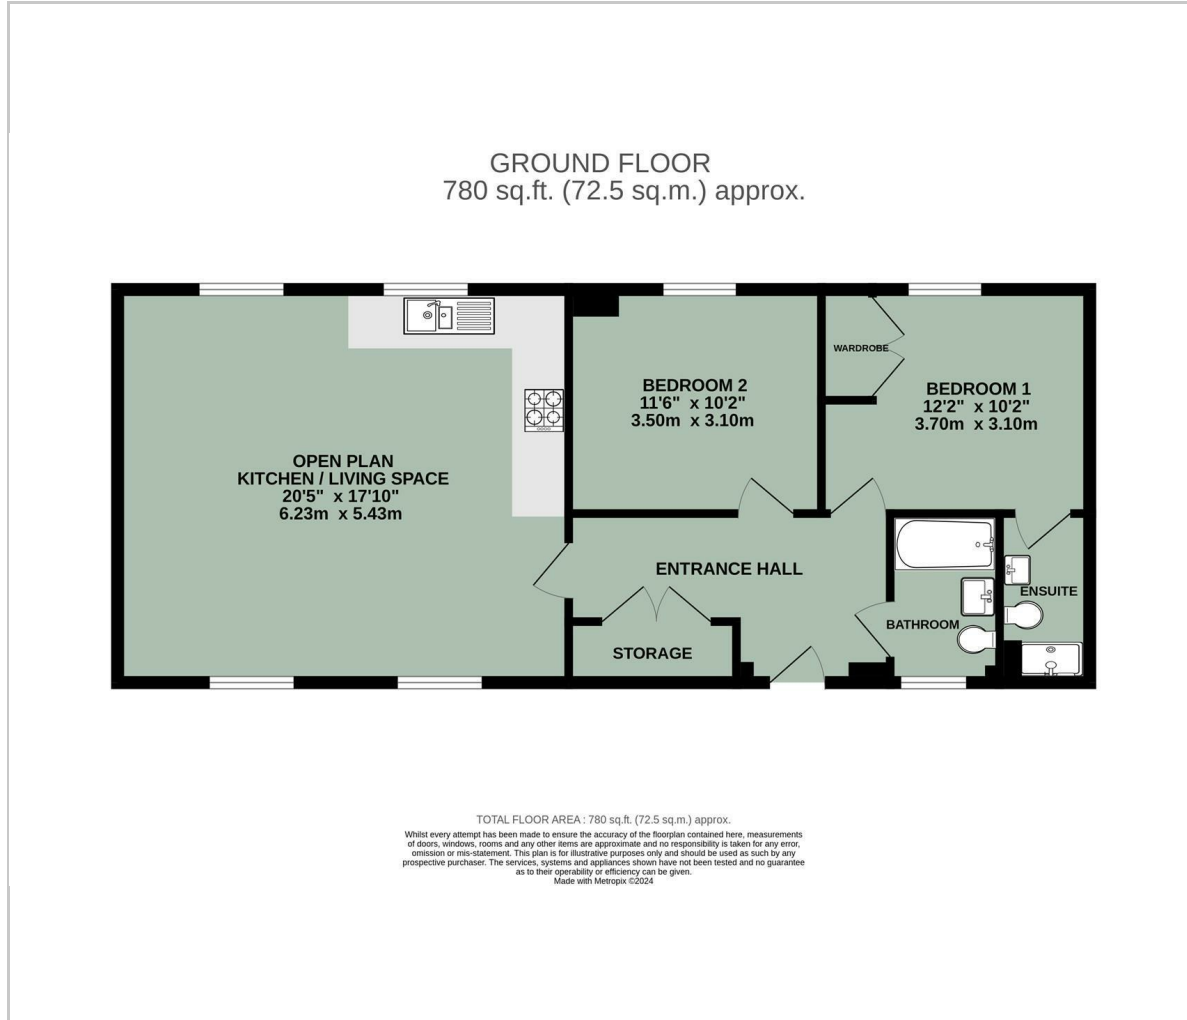 GROUND FLOOR
780 sq.ft. (72.5 sq.m.) approx.
WARDROBE
BEDROOM 2
11'6" x 10'2"
3.50m x 3.10m
BEDROOM 1
12'2" x 10'2"
3.70m x 3.10m
OPEN PLAN
KITCHEN / LIVING SPACE
20'5" x 17'10"
6.23m x 5.43m
ENTRANCE HALL
ENSUITE
BATHROOM
STORAGE
TOTAL FLOOR AREA : 780 sq.ft. (72.5 sq.m.) approx.
Whilst every attempt has been made to ensure the accuracy of the floorplan contained here, measurements
of doors, windows, rooms and any other items are approximate and no responsibility is taken for any error,
omission or mis-statement. This plan is for illustrative purposes only and should be used as such by any
prospective purchaser. The services, systems and appliances shown have not been tested and no guarantee
as to their operability or efficiency can be given.
Made with Metropix ©2024